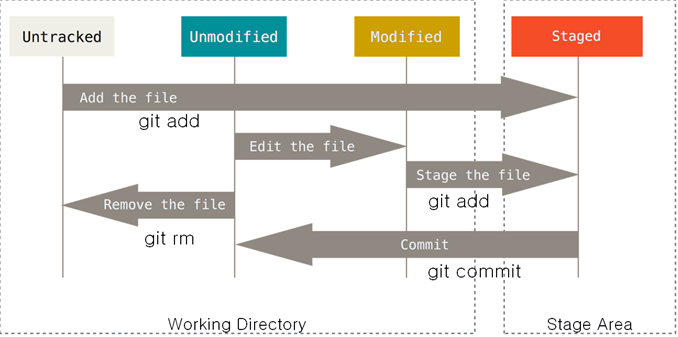 Untracked
Unmodified
Modified
Staged
Add the file
git add
Edit the file
Stage the file
git add
Remove the file
git rm
Commit
git commit
Working Directory
Stage Area